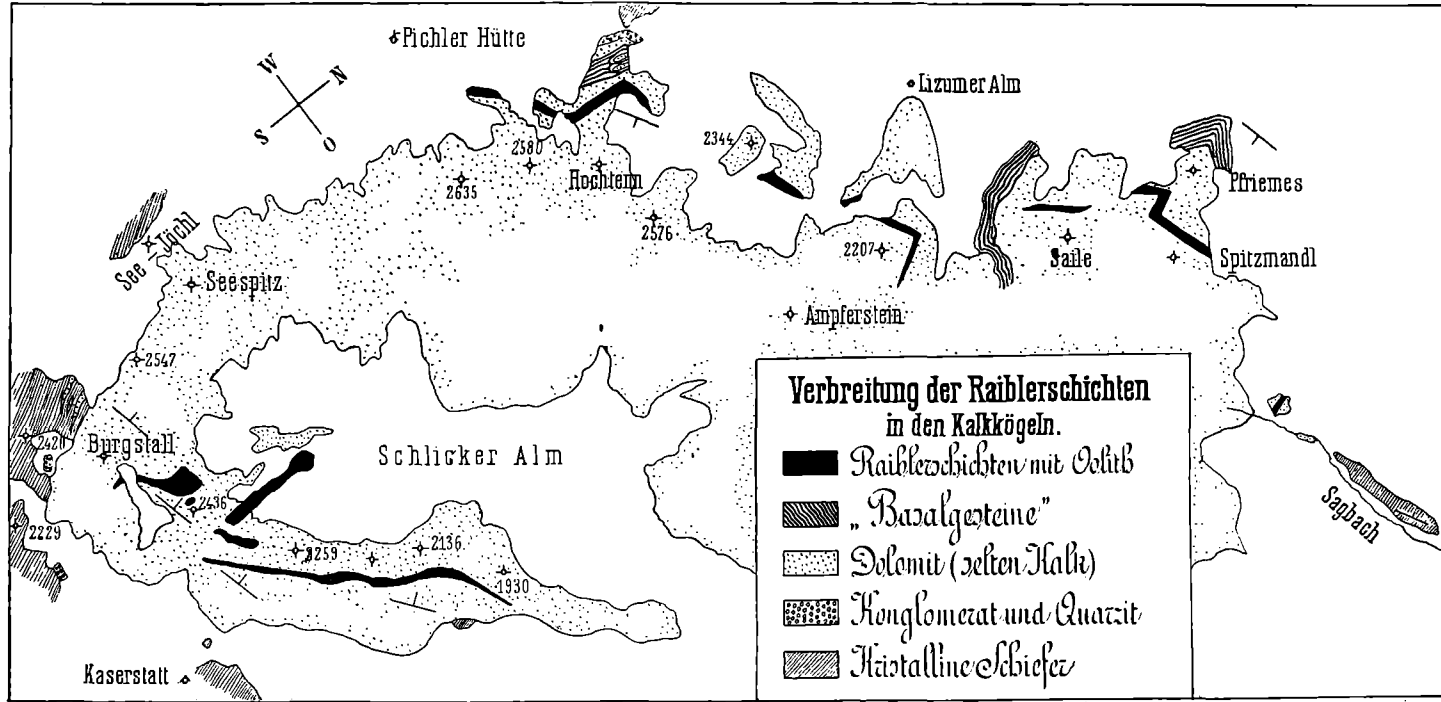 Pichler Hütte
W
N
S
O
Lizumer Alm
2344
2580
2635
Hochtenn
Pfriemes
2576
See Jöchl
2207
Saile
Spitzmandl
Seespitz
Ampferstein
2547
Verbreitung der Raiblerschichten
in den Kalkkögeln.
Raiblerschichten mit Oolith
„Basalgesteine"
Dolomit (selten Kalk)
Konglomerat und Quarzit
Kristalline Schiefer
2420
Burgstall
Schlicker Alm
2436
Sagbach
2229
2259
2136
1930
Kaserstatt